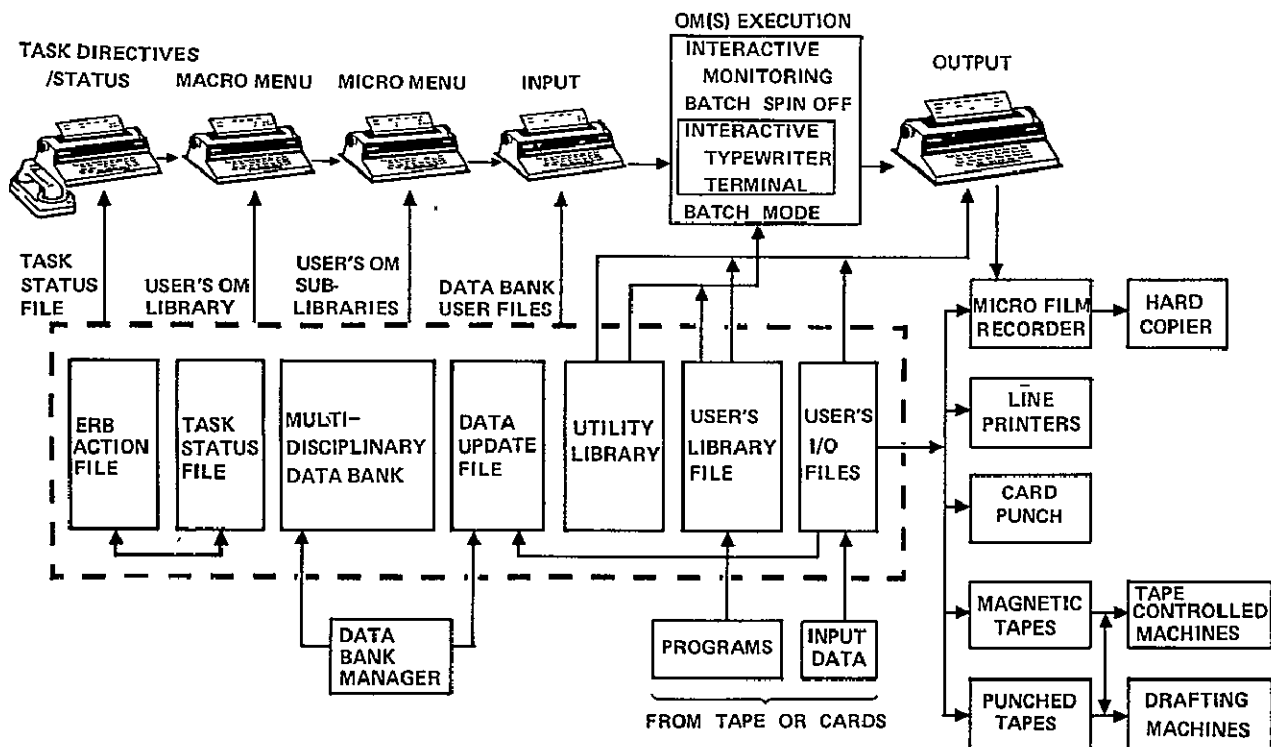 TASK DIRECTIVES
/STATUS
MACRO MENU
MICRO MENU
INPUT
OM(S) EXECUTION
INTERACTIVE
MONITORING
BATCH SPIN OFF
INTERACTIVE
TYPEWRITER
TERMINAL
BATCH MODE
OUTPUT
TASK
STATUS
FILE
USER'S OM
LIBRARY
USER'S OM
SUB-
LIBRARIES
DATA BANK
USER FILES
MICRO FILM
RECORDER
HARD
COPIER
ERB
ACTION
FILE
TASK
STATUS
FILE
MULTI-
DISCIPLINARY
DATA BANK
DATA
UPDATE
FILE
UTILITY
LIBRARY
USER'S
LIBRARY
FILE
USER'S
I/O
FILES
LINE
PRINTERS
CARD
PUNCH
DATA
BANK
MANAGER
PROGRAMS
INPUT
DATA
FROM TAPE OR CARDS
MAGNETIC
TAPES
TAPE
CONTROLLED
MACHINES
PUNCHED
TAPES
DRAFTING
MACHINES